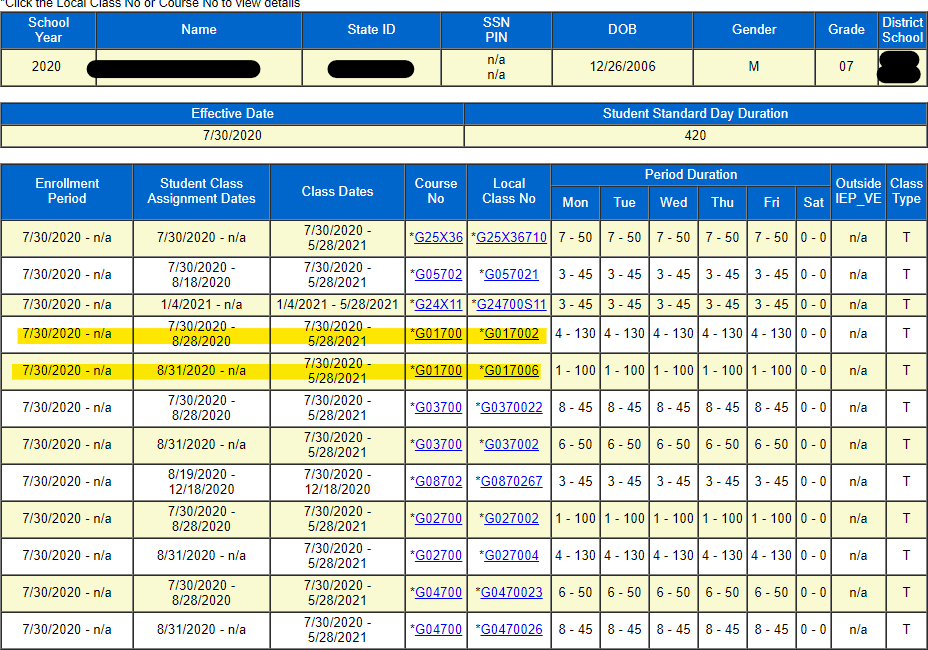 *Click the Local Class No or Course No to view details
School Year Name State ID SSN PIN DOB Gender Grade District School
2020 n/a n/a 12/26/2006 M 07
Effective Date Student Standard Day Duration
7/30/2020 420
Enrollment Period Student Class Assignment Dates Class Dates Course No Local Class No Period Duration Outside IEP_VE Class Type
Mon Tue Wed Thu Fri Sat
7/30/2020 - n/a 7/30/2020 - n/a 7/30/2020 - 5/28/2021 *G25X36 *G25X36710 7 - 50 7 - 50 7 - 50 7 - 50 7 - 50 0 - 0 n/a T
7/30/2020 - n/a 7/30/2020 - 8/18/2020 7/30/2020 - 5/28/2021 *G05702 *G057021 3 - 45 3 - 45 3 - 45 3 - 45 3 - 45 0 - 0 n/a T
7/30/2020 - n/a 1/4/2021 - n/a 1/4/2021 - 5/28/2021 *G24X11 *G24700S11 3 - 45 3 - 45 3 - 45 3 - 45 3 - 45 0 - 0 n/a T
7/30/2020 - n/a 7/30/2020 - 8/28/2020 7/30/2020 - 5/28/2021 *G01700 *G017002 4 - 130 4 - 130 4 - 130 4 - 130 4 - 130 0 - 0 n/a T
7/30/2020 - n/a 8/31/2020 - n/a 7/30/2020 - 5/28/2021 *G01700 *G017006 1 - 100 1 - 100 1 - 100 1 - 100 1 - 100 0 - 0 n/a T
7/30/2020 - n/a 7/30/2020 - 8/28/2020 7/30/2020 - 5/28/2021 *G03700 *G0370022 8 - 45 8 - 45 8 - 45 8 - 45 8 - 45 0 - 0 n/a T
7/30/2020 - n/a 8/31/2020 - n/a 7/30/2020 - 5/28/2021 *G03700 *G037002 6 - 50 6 - 50 6 - 50 6 - 50 6 - 50 0 - 0 n/a T
7/30/2020 - n/a 8/19/2020 - 12/18/2020 7/30/2020 - 12/18/2020 *G08702 *G0870267 3 - 45 3 - 45 3 - 45 3 - 45 3 - 45 0 - 0 n/a T
7/30/2020 - n/a 7/30/2020 - 8/28/2020 7/30/2020 - 5/28/2021 *G02700 *G027002 1 - 100 1 - 100 1 - 100 1 - 100 1 - 100 0 - 0 n/a T
7/30/2020 - n/a 8/31/2020 - n/a 7/30/2020 - 5/28/2021 *G02700 *G027004 4 - 130 4 - 130 4 - 130 4 - 130 4 - 130 0 - 0 n/a T
7/30/2020 - n/a 7/30/2020 - 8/28/2020 7/30/2020 - 5/28/2021 *G04700 *G0470023 6 - 50 6 - 50 6 - 50 6 - 50 6 - 50 0 - 0 n/a T
7/30/2020 - n/a 8/31/2020 - n/a 7/30/2020 - 5/28/2021 *G04700 *G0470026 8 - 45 8 - 45 8 - 45 8 - 45 8 - 45 0 - 0 n/a T